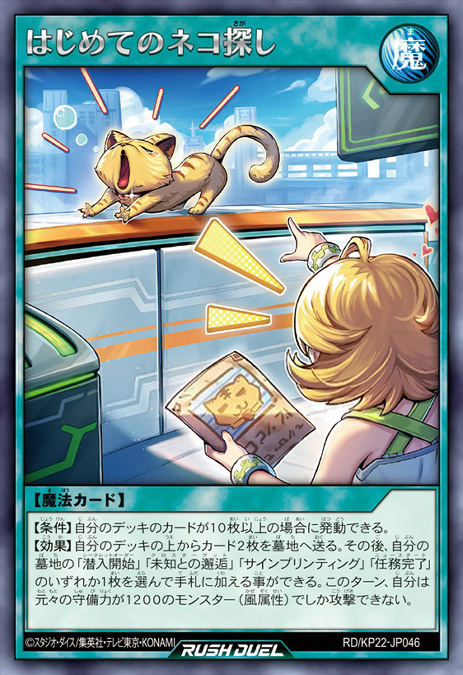 はじめてのネコ探し
魔
【魔法カード】
【条件】自分のデッキのカードが10枚以上の場合に発動できる。
【効果】自分のデッキの上からカード2枚を墓地へ送る。その後、自分の
墓地の「潜入開始」「未知との邂逅」「サインプリンティング」「任務完了」
のいずれか1枚を選んで手札に加える事ができる。このターン、自分は
元々の守備力が1200のモンスター（風属性）でしか攻撃できない。
©スタジオ・ダイス/集英社・テレビ東京・KONAMI
RUSH DUEL
RD/KP22-JP046